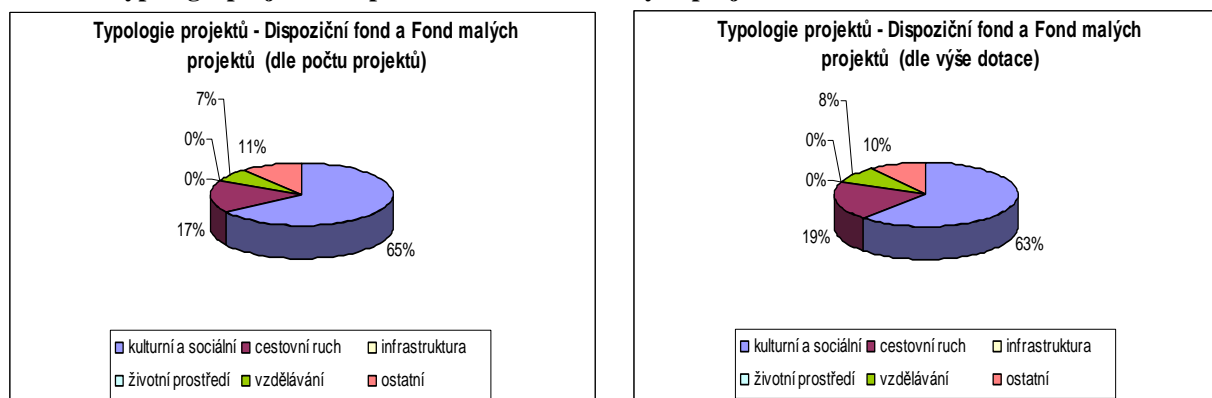 Typologie projektů - Dispoziční fond a Fond malých
projektů (dle počtu projektů)
7%
0%
11%
0%
17%
65%
kulturní a sociální cestovní ruch infrastruktura
životní prostředí vzdělávání ostatní
Typologie projektů - Dispoziční fond a Fond malých
projektů (dle výše dotace)
8%
0%
10%
0%
19%
63%
kulturní a sociální cestovní ruch infrastruktura
životní prostředí vzdělávání ostatní